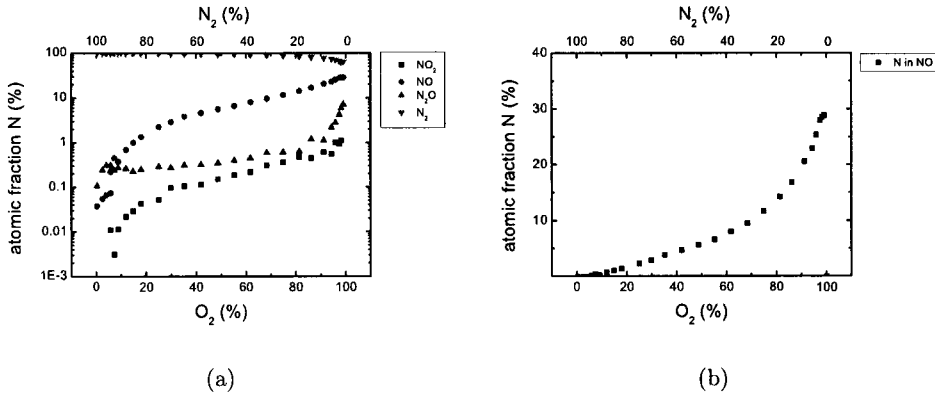 N2 (%)
100 80 60 40 20 0
atomic fraction N (%)
100
10
1
0.1
0.01
1E-3
0 20 40 60 80 100
O2 (%)
NO2
NO
N2O
N2
(a)
N2 (%)
100 80 60 40 20 0
atomic fraction N (%)
40
30
20
10
0 20 40 60 80 100
O2 (%)
N in NO
(b)